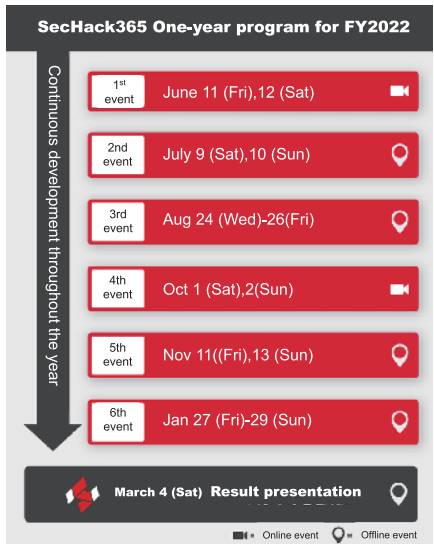 SecHack365 One-year program for FY2022
Continuous development throughout the year
1st
event
June 11 (Fri),12 (Sat)
2nd
event
July 9 (Sat),10 (Sun)
3rd
event
Aug 24 (Wed)-26(Fri)
4th
event
Oct 1 (Sat),2(Sun)
5th
event
Nov 11((Fri),13 (Sun)
6th
event
Jan 27 (Fri)-29 (Sun)
March 4 (Sat) Result presentation
= Online event = Offline event